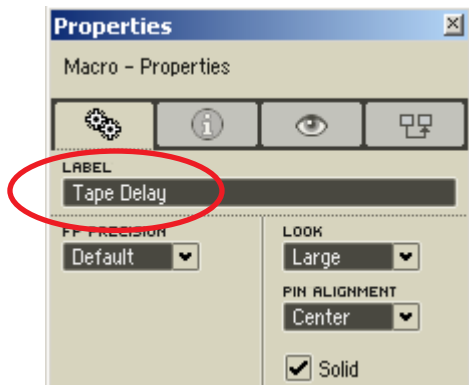 Properties
Macro – Properties
LABEL
Tape Delay
FP PRECISION
Default
LOOK
Large
PIN ALIGNMENT
Center
Solid